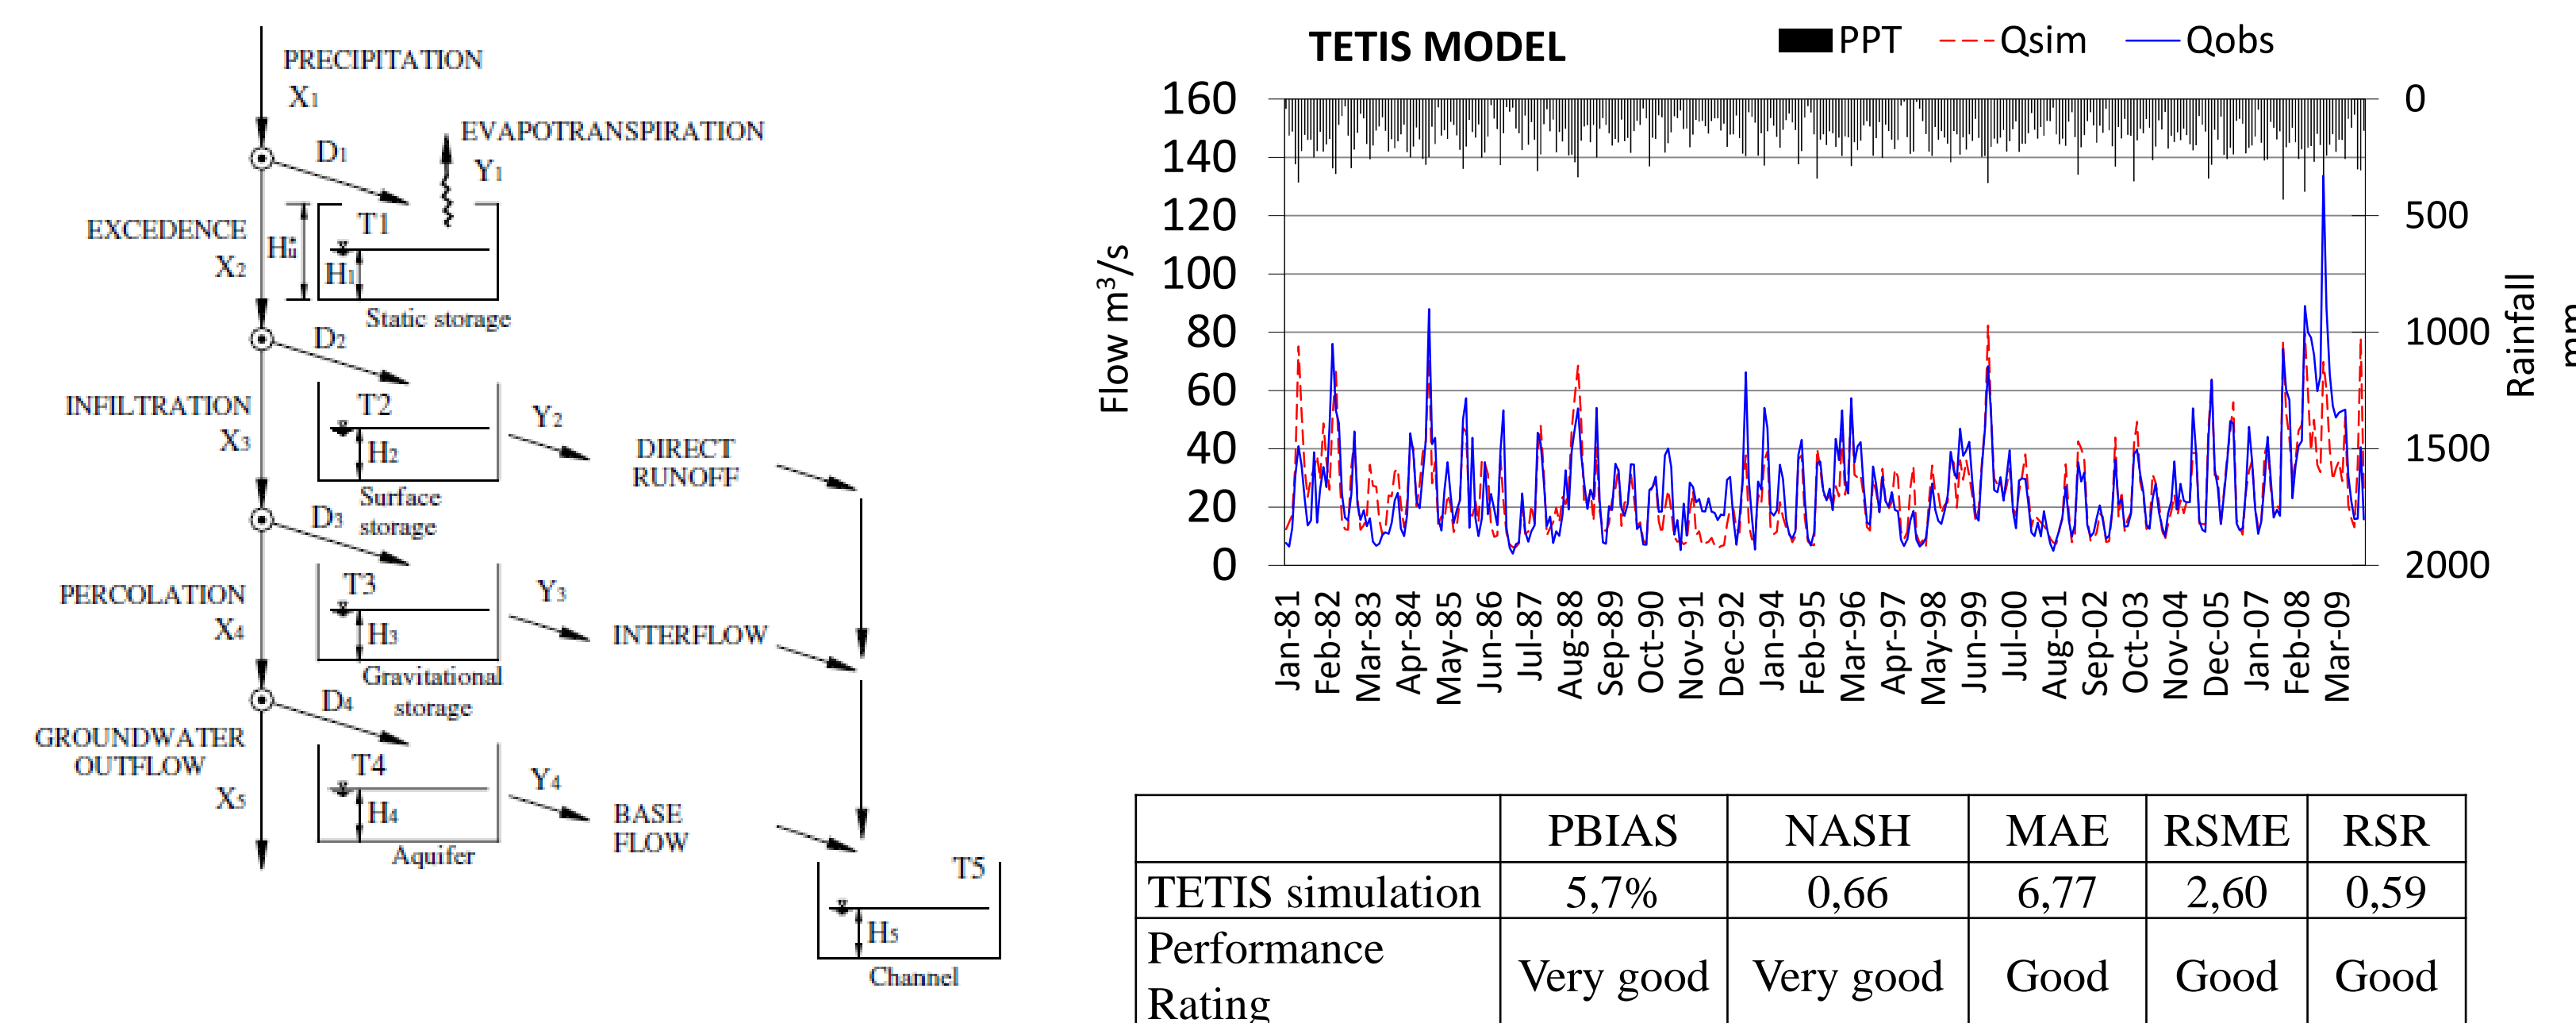 PRECIPITATION
X1
D1
EVAPOTRANSPIRATION
Y1
EXCEDENCE
X2
T1
H1
Static storage
D2
INFILTRATION
X3
T2
H2
Surface
storage
Y2
DIRECT
RUNOFF
D3
PERCOLATION
X4
T3
H3
Gravitational
storage
Y3
INTERFLOW
D4
GROUNDWATER
OUTFLOW
X5
T4
H4
Aquifer
Y4
BASE
FLOW
T5
H5
Channel
TETIS MODEL
PPT Qsim Qobs
Flow m³/s
160
140
120
100
80
60
40
20
0
0
500
1000
1500
2000
Rainfall
mm
Jan-81 Feb-82 Mar-83 Apr-84 May-85 Jun-86 Jul-87 Aug-88 Sep-89 Oct-90 Nov-91 Dec-92 Jan-94 Feb-95 Mar-96 Apr-97 May-98 Jun-99 Jul-00 Aug-01 Sep-02 Oct-03 Nov-04 Dec-05 Jan-07 Feb-08 Mar-09
PBIAS NASH MAE RSME RSR
TETIS simulation 5,7% 0,66 6,77 2,60 0,59
Performance
Rating Very good Very good Good Good Good